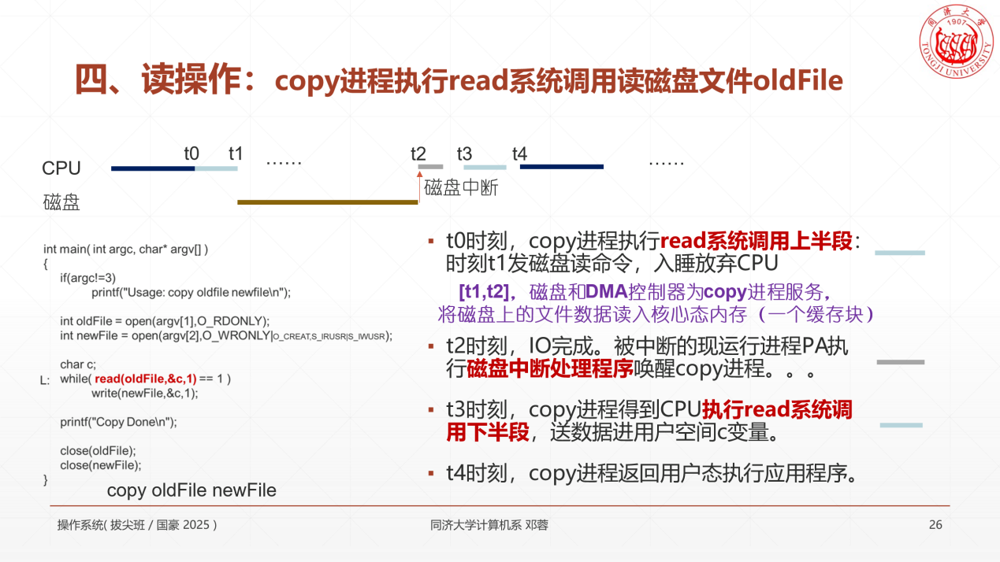 同济大学
1907
TONGJI UNIVERSITY
四、读操作：copy进程执行read系统调用读磁盘文件oldFile
t0 t1 …… t2 t3 t4 ……
CPU
磁盘中断
磁盘
int main( int argc, char* argv[] )
{
if(argc!=3)
printf("Usage: copy oldfile newfile\n");
int oldFile = open(argv[1],O_RDONLY);
int newFile = open(argv[2],O_WRONLY|O_CREAT,S_IRUSR|S_IWUSR);
char c;
L: while( read(oldFile,&c,1) == 1 )
write(newFile,&c,1);
printf("Copy Done\n");
close(oldFile);
close(newFile);
}
copy oldFile newFile
▪ t0时刻，copy进程执行read系统调用上半段：
时刻t1发磁盘读命令，入睡放弃CPU
[t1,t2]，磁盘和DMA控制器为copy进程服务，
将磁盘上的文件数据读入核心态内存（一个缓存块）
▪ t2时刻，IO完成。被中断的现运行进程PA执
行磁盘中断处理程序唤醒copy进程。。。
▪ t3时刻，copy进程得到CPU执行read系统调
用下半段，送数据进用户空间c变量。
▪ t4时刻，copy进程返回用户态执行应用程序。
操作系统( 拔尖班 / 国豪 2025 )
同济大学计算机系 邓蓉
26